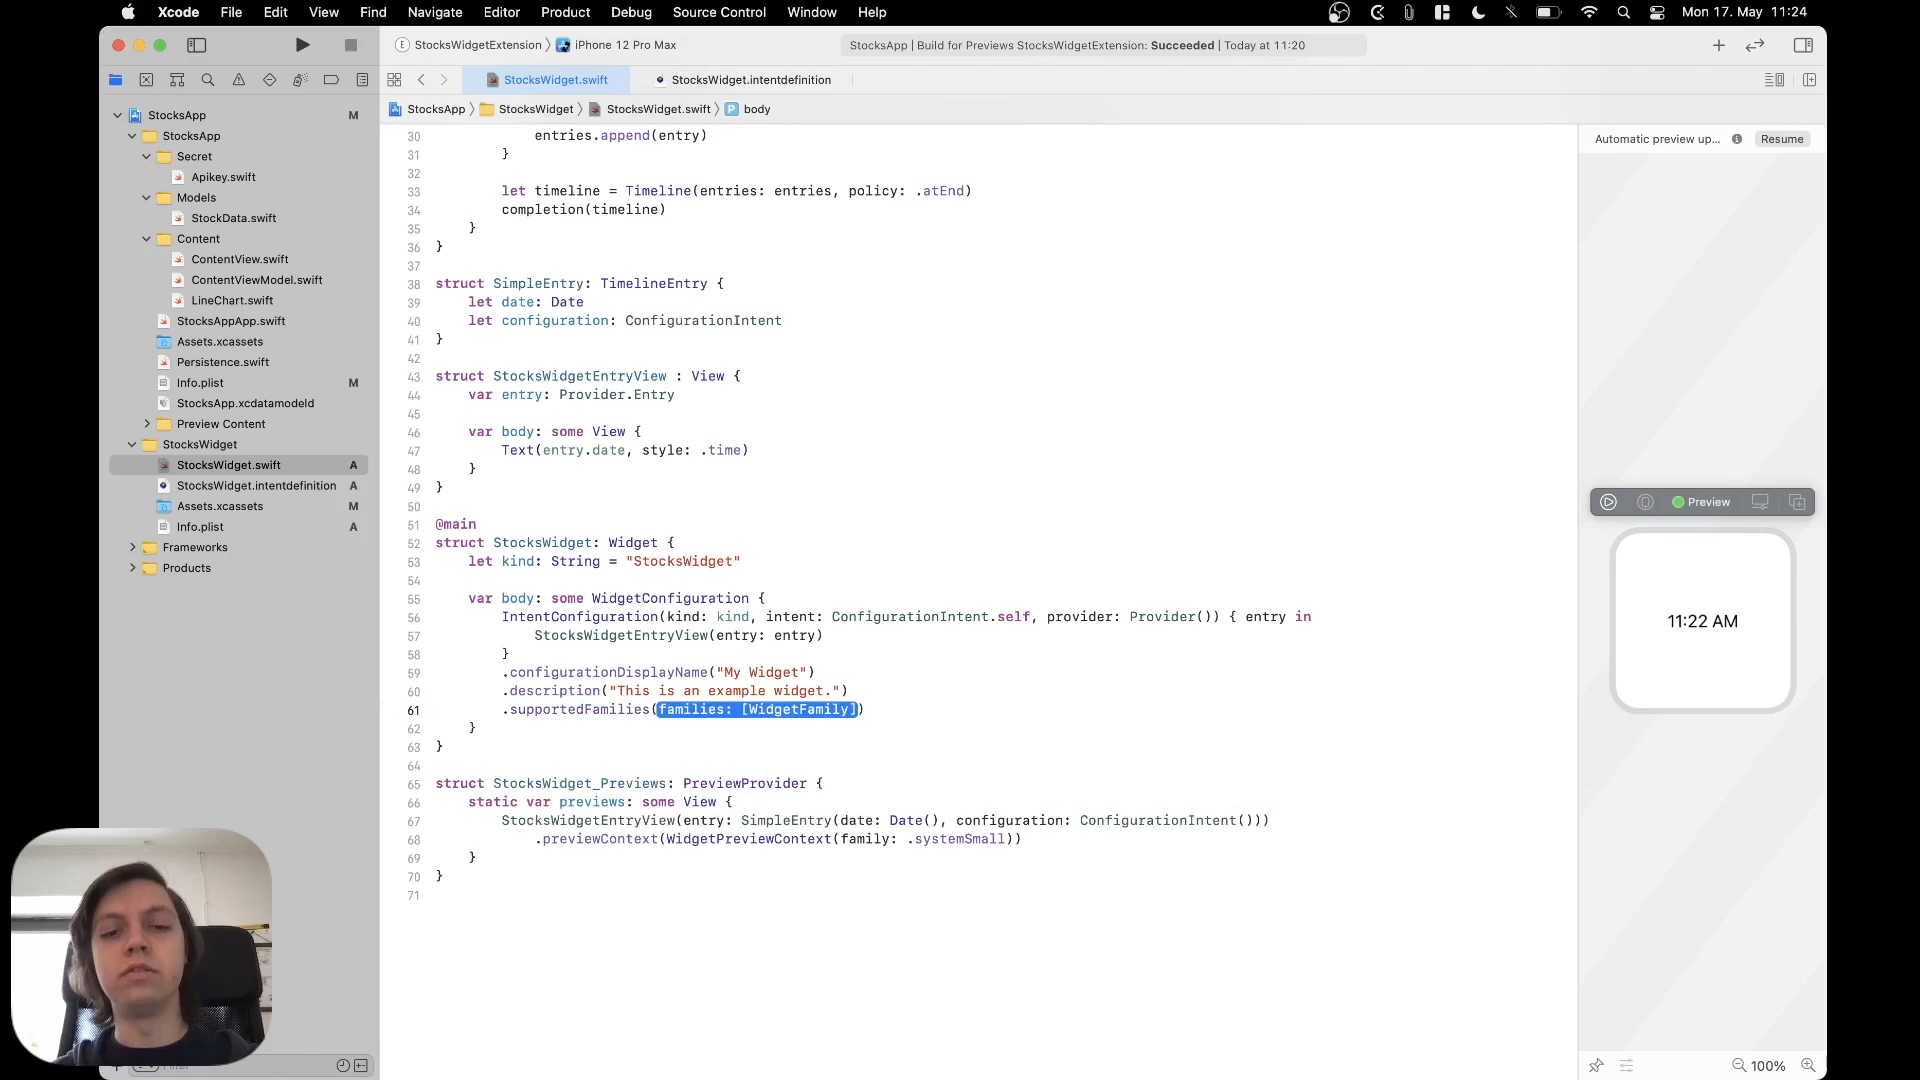 Xcode File Edit View Find Navigate Editor Product Debug Source Control Window Help Mon 17. May 11:24
StocksWidgetExtension iPhone 12 Pro Max StocksApp | Build for Previews StocksWidgetExtension: Succeeded | Today at 11:20
StocksWidget.swift StocksWidget.intentdefinition
StocksApp StocksWidget StocksWidget.swift P body
StocksApp M
StocksApp
Secret
Apikey.swift
Models
StockData.swift
Content
ContentView.swift
ContentViewModel.swift
LineChart.swift
StocksAppApp.swift
Assets.xcassets
Persistence.swift
Info.plist M
StocksApp.xcdatamodeld
Preview Content
StocksWidget
StocksWidget.swift A
StocksWidget.intentdefinition A
Assets.xcassets M
Info.plist A
Frameworks
Products
30 entries.append(entry)
31 }
32
33 let timeline = Timeline(entries: entries, policy: .atEnd)
34 completion(timeline)
35 }
36 }
37
38 struct SimpleEntry: TimelineEntry {
39 let date: Date
40 let configuration: ConfigurationIntent
41 }
42
43 struct StocksWidgetEntryView : View {
44 var entry: Provider.Entry
45
46 var body: some View {
47 Text(entry.date, style: .time)
48 }
49 }
50
51 @main
52 struct StocksWidget: Widget {
53 let kind: String = "StocksWidget"
54
55 var body: some WidgetConfiguration {
56 IntentConfiguration(kind: kind, intent: ConfigurationIntent.self, provider: Provider()) { entry in
57 StocksWidgetEntryView(entry: entry)
58 }
59 .configurationDisplayName("My Widget")
60 .description("This is an example widget.")
61 .supportedFamilies(families: [WidgetFamily])
62 }
63 }
64
65 struct StocksWidget_Previews: PreviewProvider {
66 static var previews: some View {
67 StocksWidgetEntryView(entry: SimpleEntry(date: Date(), configuration: ConfigurationIntent()))
68 .previewContext(WidgetPreviewContext(family: .systemSmall))
69 }
70 }
71
Automatic preview up... Resume
Preview
11:22 AM
100%